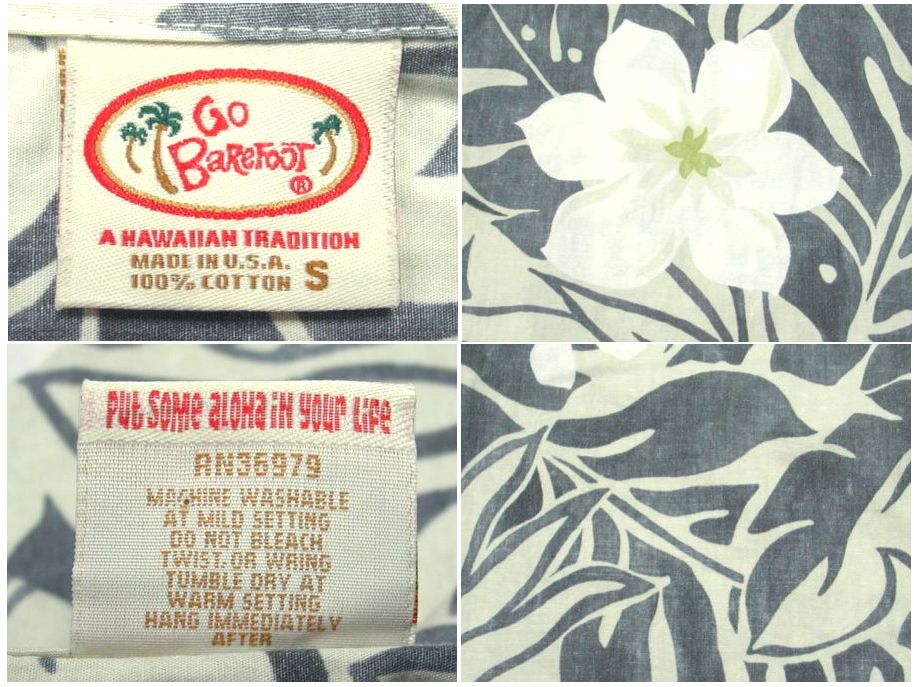 Go
BareFoot®
A HAWAIIAN TRADITION
MADE IN U.S.A.
100% COTTON S
Put Some aloha in your Life
RN36979
MACHINE WASHABLE
AT MILD SETTING
DO NOT BLEACH
TWIST OR WRING
TUMBLE DRY AT
WARM SETTING
HANG IMMEDIATELY
AFTER